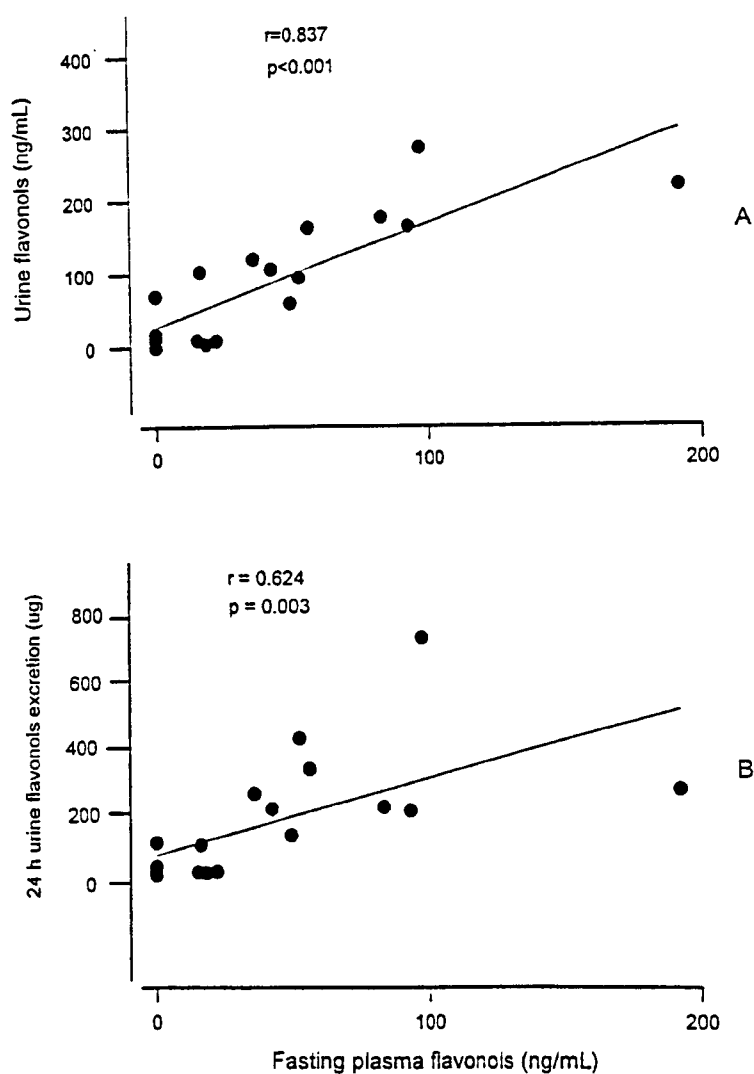 r=0.837
p<0.001
Urine flavonols (ng/mL)
400
300
200
100
0
A
0 100 200
r = 0.624
p = 0.003
24 h urine flavonols excretion (ug)
800
600
400
200
0
B
0 100 200
Fasting plasma flavonols (ng/mL)